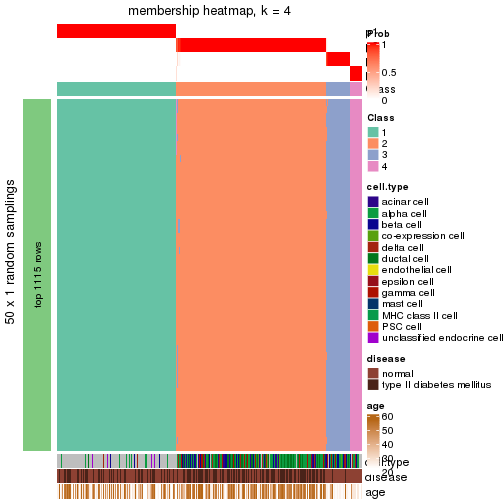 membership heatmap, k = 4
Prob
1
0.5
0
Class
1
2
3
4
cell.type
acinar cell
alpha cell
beta cell
co-expression cell
delta cell
ductal cell
endothelial cell
epsilon cell
gamma cell
mast cell
MHC class II cell
PSC cell
unclassified endocrine cell
disease
normal
type II diabetes mellitus
age
60
50
40
30
20
50 x 1 random samplings
top 1115 rows
cell.type
disease
age